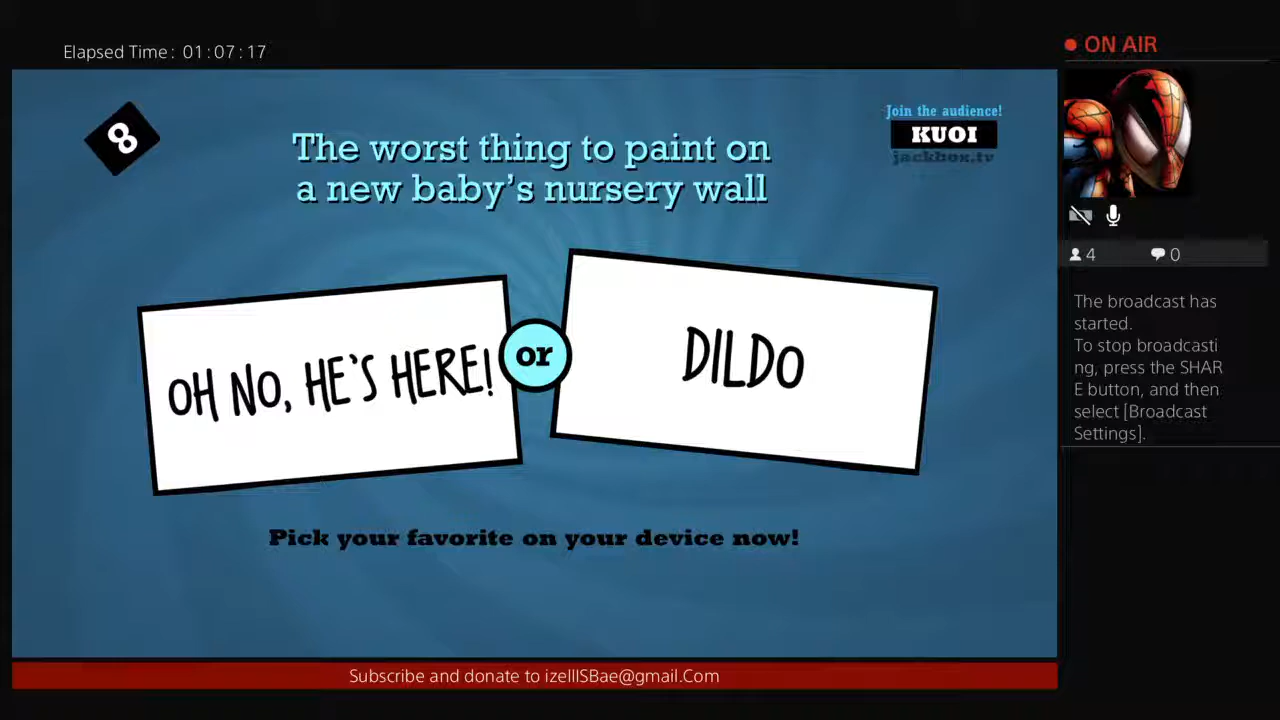 Elapsed Time: 01:07:17
ON AIR
8
The worst thing to paint on
a new baby's nursery wall
Join the audience!
KUOI
jackbox.tv
OH NO, HE'S HERE!
or
DILDO
Pick your favorite on your device now!
4
0
The broadcast has
started.
To stop broadcasti
ng, press the SHAR
E button, and then
select [Broadcast
Settings].
Subscribe and donate to izellISBae@gmail.Com